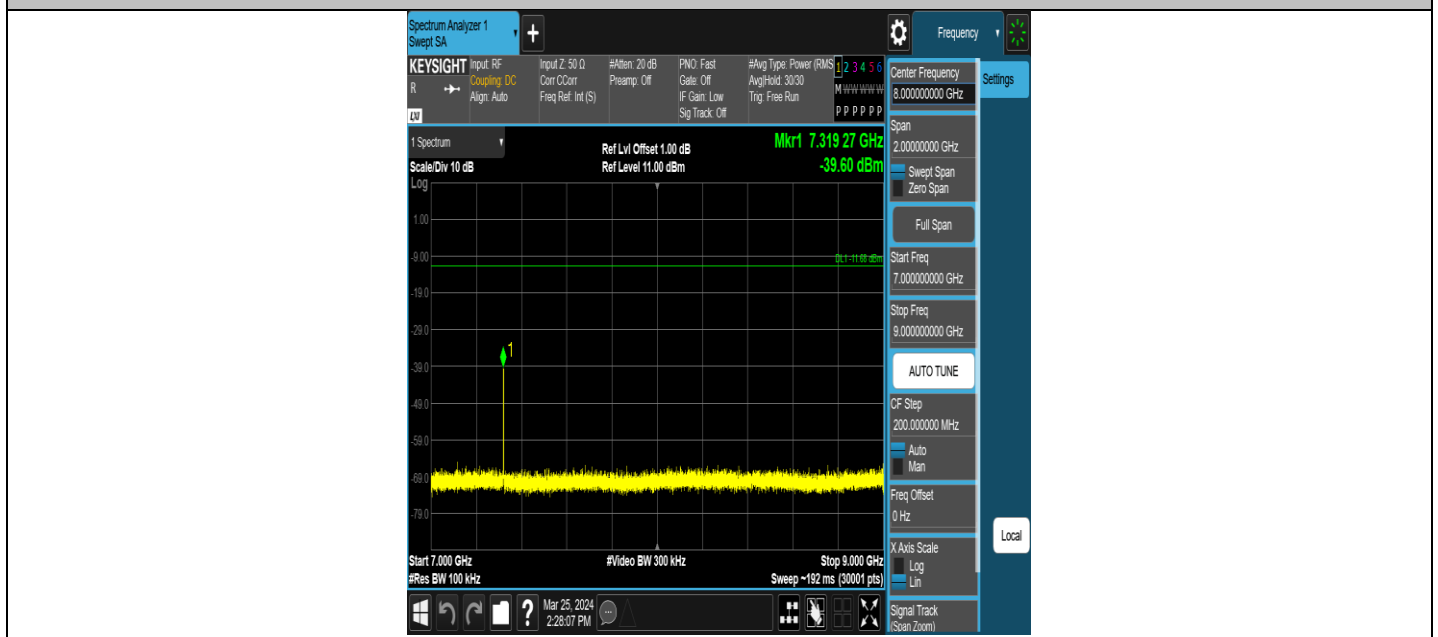 Spectrum Analyzer 1
Swept SA
+
Frequency
KEYSIGHT
R
LXI
Input: RF
Coupling: DC
Align: Auto
Input Z: 50 Ω
Corr CCorr
Freq Ref: Int (S)
#Atten: 20 dB
Preamp: Off
PNO: Fast
Gate: Off
IF Gain: Low
Sig Track: Off
#Avg Type: Power (RMS
Avg|Hold: 30/30
Trig: Free Run
1 2 3 4 5 6
M W W W W W
P P P P P P
1 Spectrum
Scale/Div 10 dB
Log
Ref Lvl Offset 1.00 dB
Ref Level 11.00 dBm
Mkr1 7.319 27 GHz
-39.60 dBm
1.00
-9.00
DL1 -11.68 dBm
-19.0
-29.0
1
-39.0
-49.0
-59.0
-69.0
-79.0
Start 7.000 GHz
#Res BW 100 kHz
#Video BW 300 kHz
Stop 9.000 GHz
Sweep ~192 ms (30001 pts)
Center Frequency
8.000000000 GHz
Settings
Span
2.00000000 GHz
Swept Span
Zero Span
Full Span
Start Freq
7.000000000 GHz
Stop Freq
9.000000000 GHz
AUTO TUNE
CF Step
200.000000 MHz
Auto
Man
Freq Offset
0 Hz
X Axis Scale
Log
Lin
Local
Signal Track
(Span Zoom)
?
Mar 25, 2024
2:28:07 PM